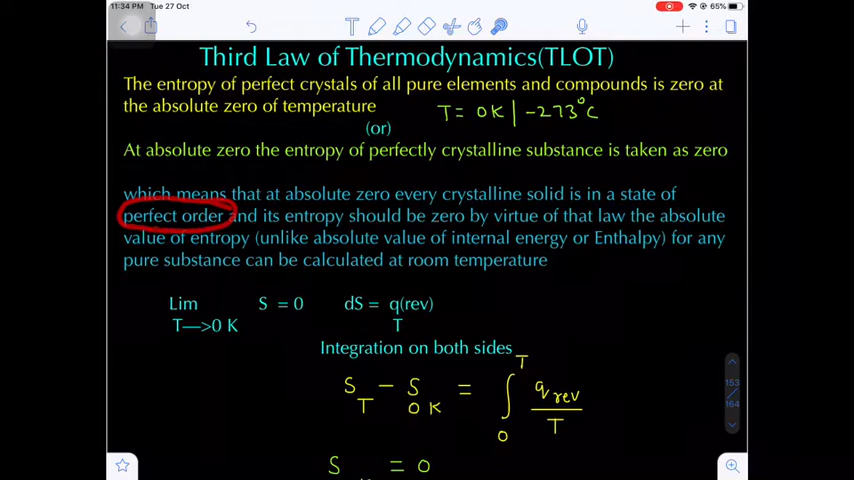 11:34 PM Tue 27 Oct
65%
Third Law of Thermodynamics(TLOT)
The entropy of perfect crystals of all pure elements and compounds is zero at
the absolute zero of temperature
T = 0K | -273°C
(or)
At absolute zero the entropy of perfectly crystalline substance is taken as zero
which means that at absolute zero every crystalline solid is in a state of
perfect order and its entropy should be zero by virtue of that law the absolute
value of entropy (unlike absolute value of internal energy or Enthalpy) for any
pure substance can be calculated at room temperature
Lim S = 0 dS = q(rev)
T—>0 K T
Integration on both sides
T
S - S = ∫ q rev
T 0 K T
0
S = 0
153
164